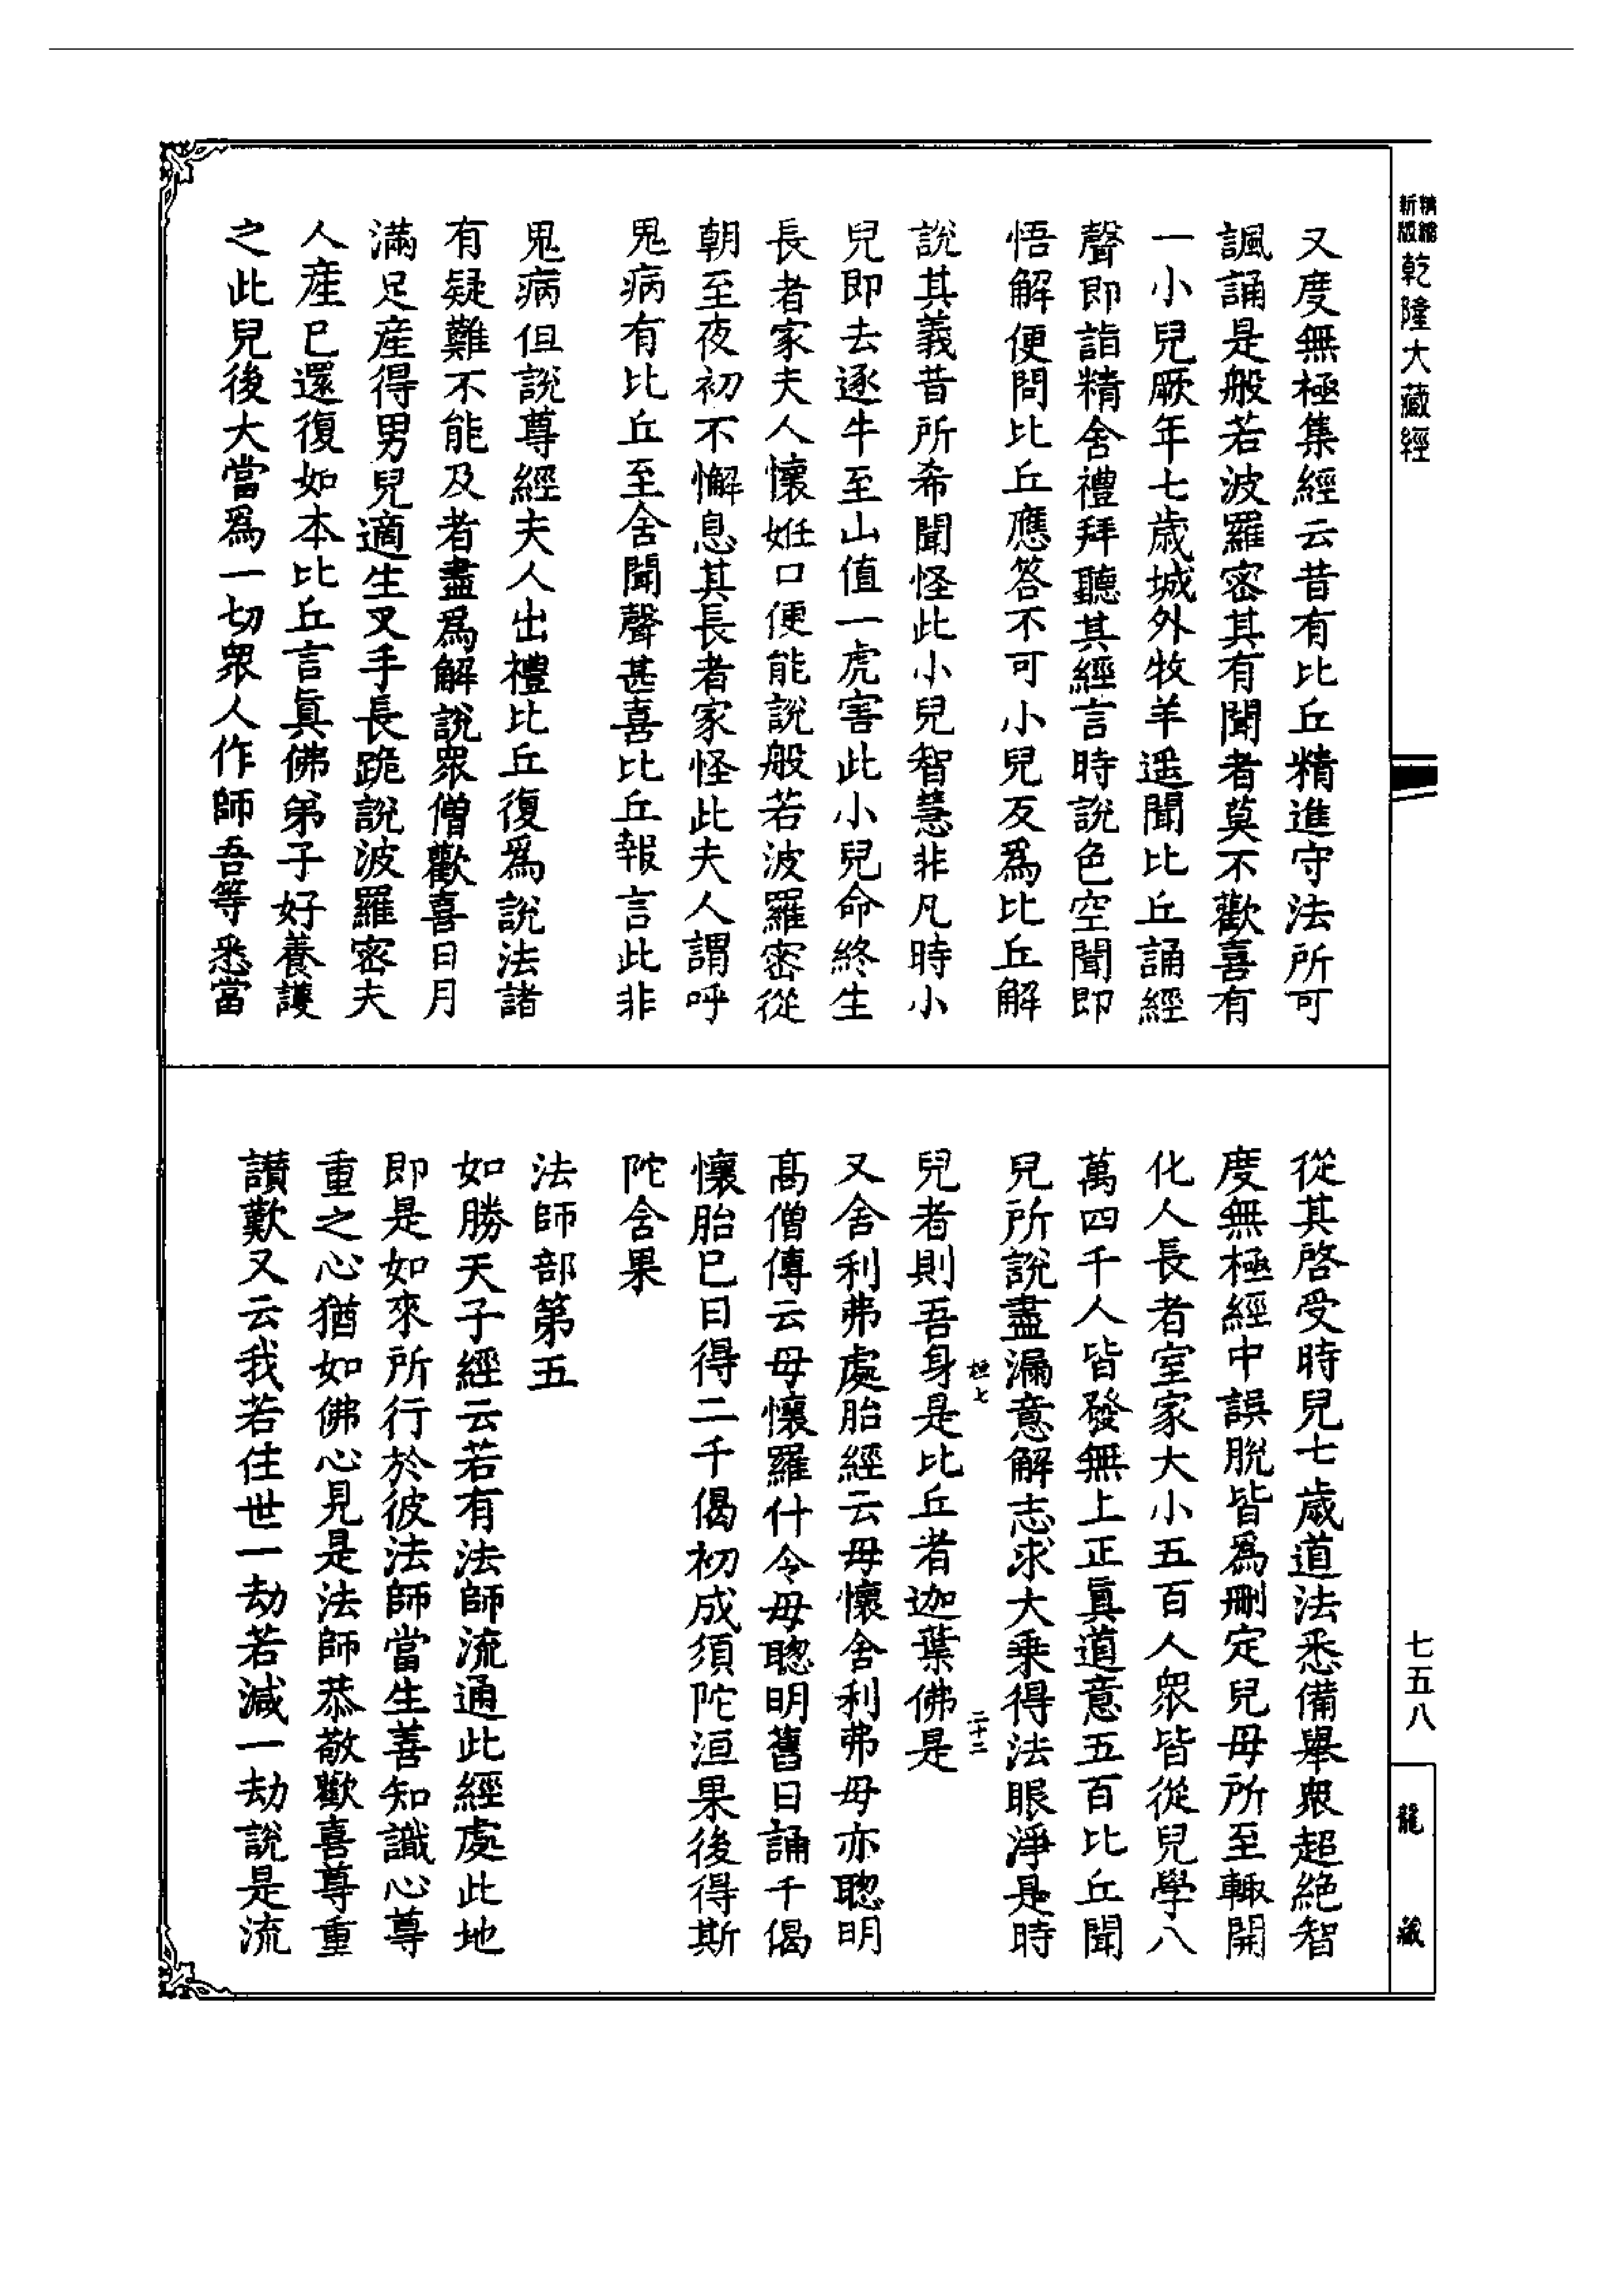 精縮
新版
乾隆大藏經
又度無極集經云昔有比丘精進守法所可
諷誦是般若波羅密其有聞者莫不歡喜有
一小兒厥年七歲城外牧羊遥聞比丘誦經
聲即詣精舍禮拜聽其經言時說色空聞即
悟解便問比丘應答不可小兒反爲比丘解
說其義昔所希聞怪此小兒智慧非凡時小
兒即去逐牛至山值一虎害此小兒命終生
長者家夫人懷姙口便能說般若波羅密從
朝至夜初不懈息其長者家怪此夫人謂呼
鬼病有比丘至舍聞聲甚喜比丘報言此非
鬼病但說尊經夫人出禮比丘復爲說法諸
有疑難不能及者盡爲解說衆僧歡喜日月
滿足産得男兒適生叉手長跪說波羅密夫
人産已還復如本比丘言眞佛弟子好養護
之此兒後大當爲一切衆人作師吾等悉當
從其啓受時兒七歲道法悉備舉衆超絶智
度無極經中誤脫皆爲刪定兒母所至輙開
化人長者室家大小五百人衆皆從兒學八
萬四千人皆發無上正眞道意五百比丘聞
兒所說盡漏意解志求大乘得法眼淨是時
兒者則吾身是比丘者迦葉佛是
二十二
又舍利弗處胎經云母懷舍利弗母亦聰明
高僧傳云母懷羅什令母聰明舊日誦千偈
懷胎已日得二千偈初成須陀洹果後得斯
陀舍果
法師部第五
如勝天子經云若有法師流通此經處此地
即是如來所行於彼法師當生善知識心尊
重之心猶如佛心見是法師恭敬歡喜尊重
讃歎又云我若住世一劫若減一劫說是流
七五八
龍藏